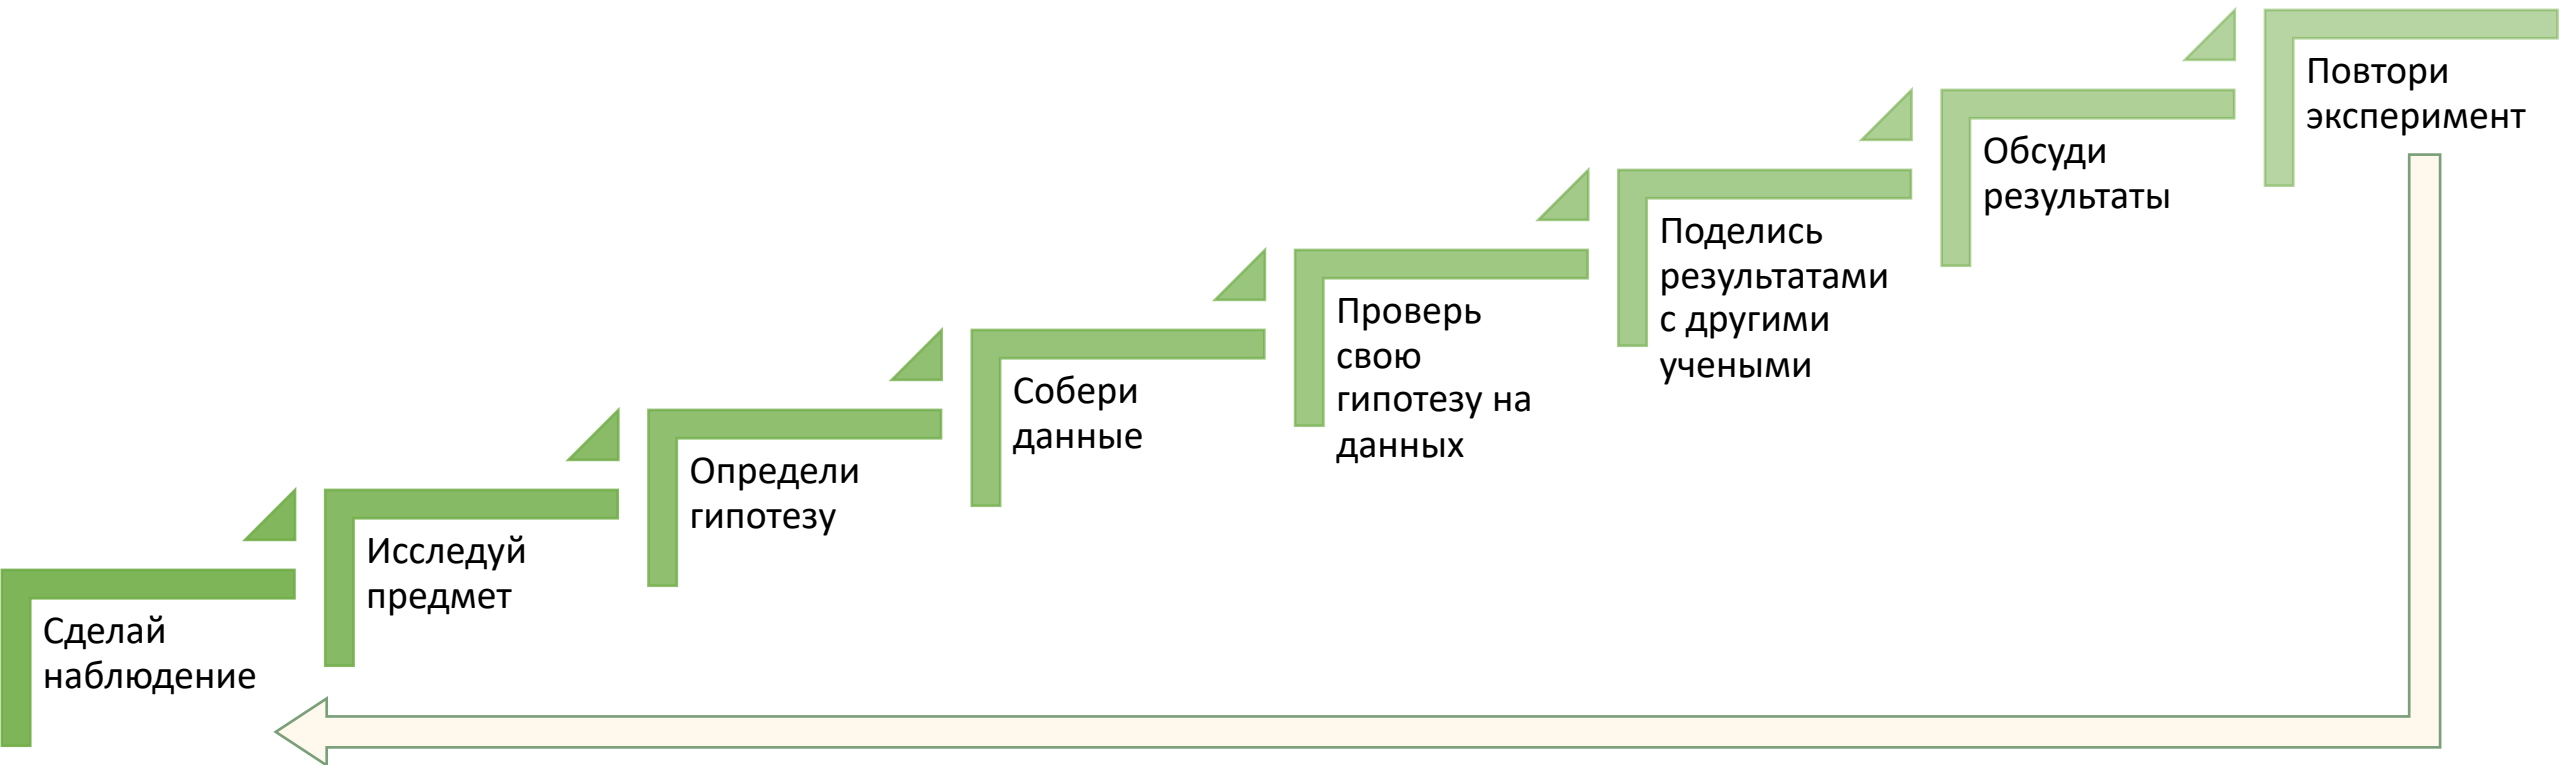 Сделай
наблюдение
Исследуй
предмет
Определи
гипотезу
Собери
данные
Проверь
свою
гипотезу на
данных
Поделись
результатами
с другими
учеными
Обсуди
результаты
Повтори
эксперимент